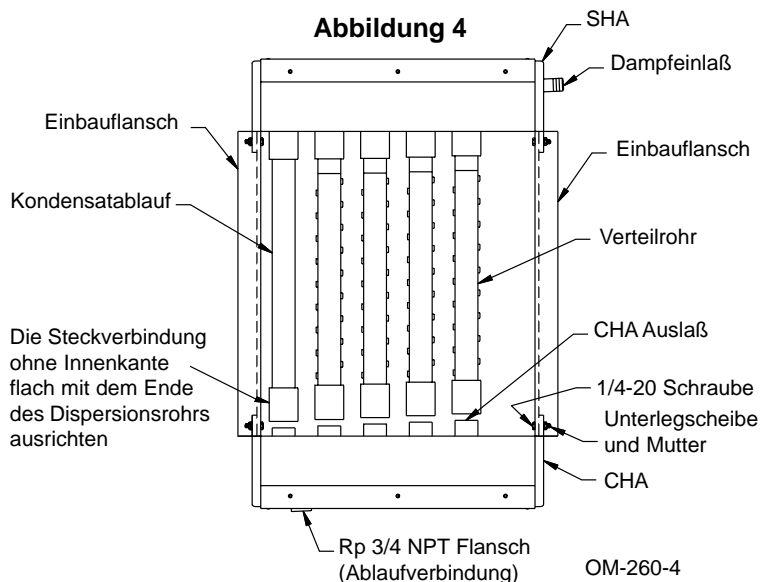 Abbildung 4
SHA
Dampfeinlaß
Einbauflansch
Einbauflansch
Kondensatablauf
Verteilrohr
Die Steckverbindung
ohne Innenkante
flach mit dem Ende
des Dispersionsrohrs
ausrichten
CHA Auslaß
1/4-20 Schraube
Unterlegscheibe
und Mutter
CHA
Rp 3/4 NPT Flansch
(Ablaufverbindung)
OM-260-4